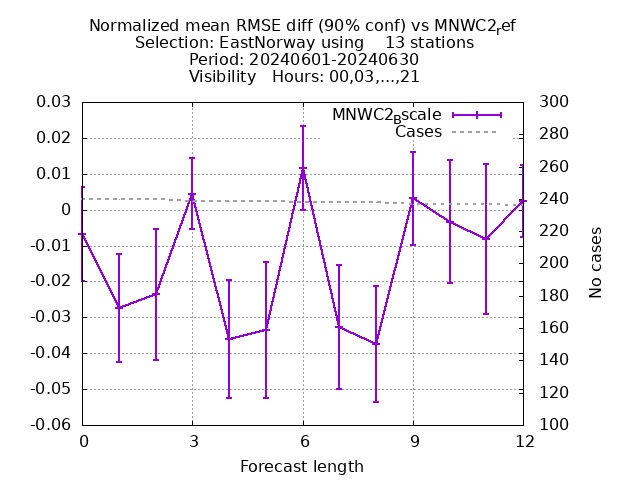 Normalized mean RMSE diff (90% conf) vs MNWC2ref
Selection: EastNorway using    13 stations
Period: 20240601-20240630
Visibility   Hours: 00,03,...,21
MNWC2Bscale
Cases
0.03
0.02
0.01
0
-0.01
-0.02
-0.03
-0.04
-0.05
-0.06
300
280
260
240
220
200
180
160
140
120
100
No cases
0 3 6 9 12
Forecast length